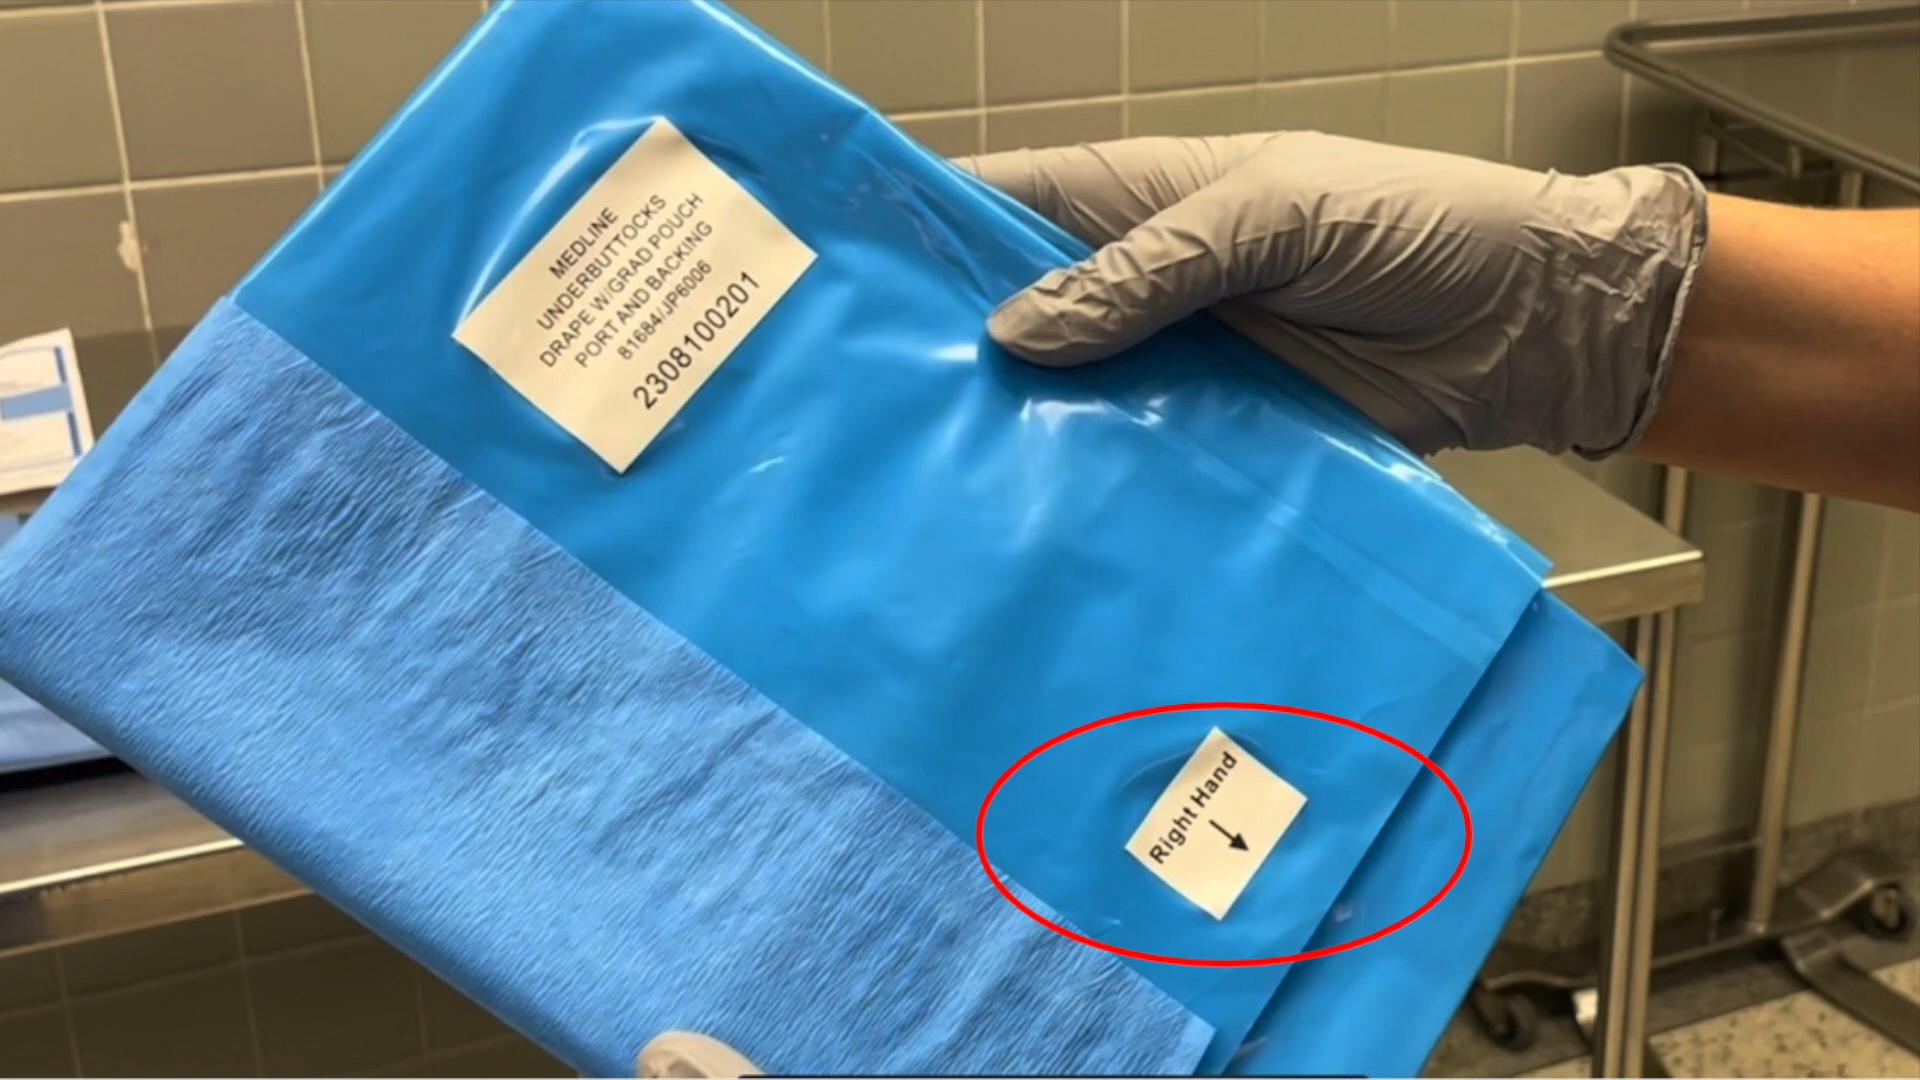 MEDLINE
UNDERBUTTOCKS
DRAPE W/GRAD POUCH
PORT AND BACKING
81684/JP6006
2308100201
Right Hand